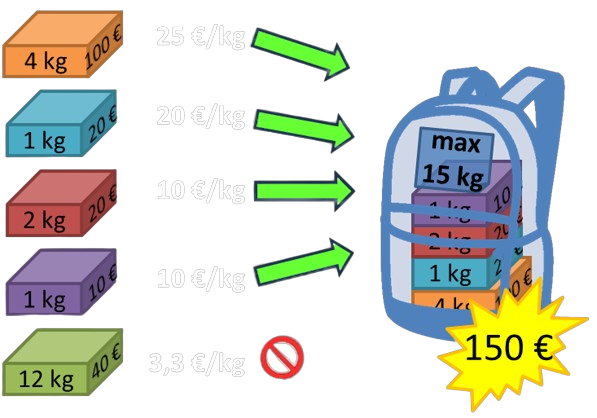 4 kg 100 € 25 €/kg
1 kg 20 € 20 €/kg
2 kg 20 € 10 €/kg
1 kg 10 € 10 €/kg
12 kg 40 € 3,3 €/kg
max
15 kg
1 kg 10
2 kg 20
1 kg 2
4 kg 0 €
150 €